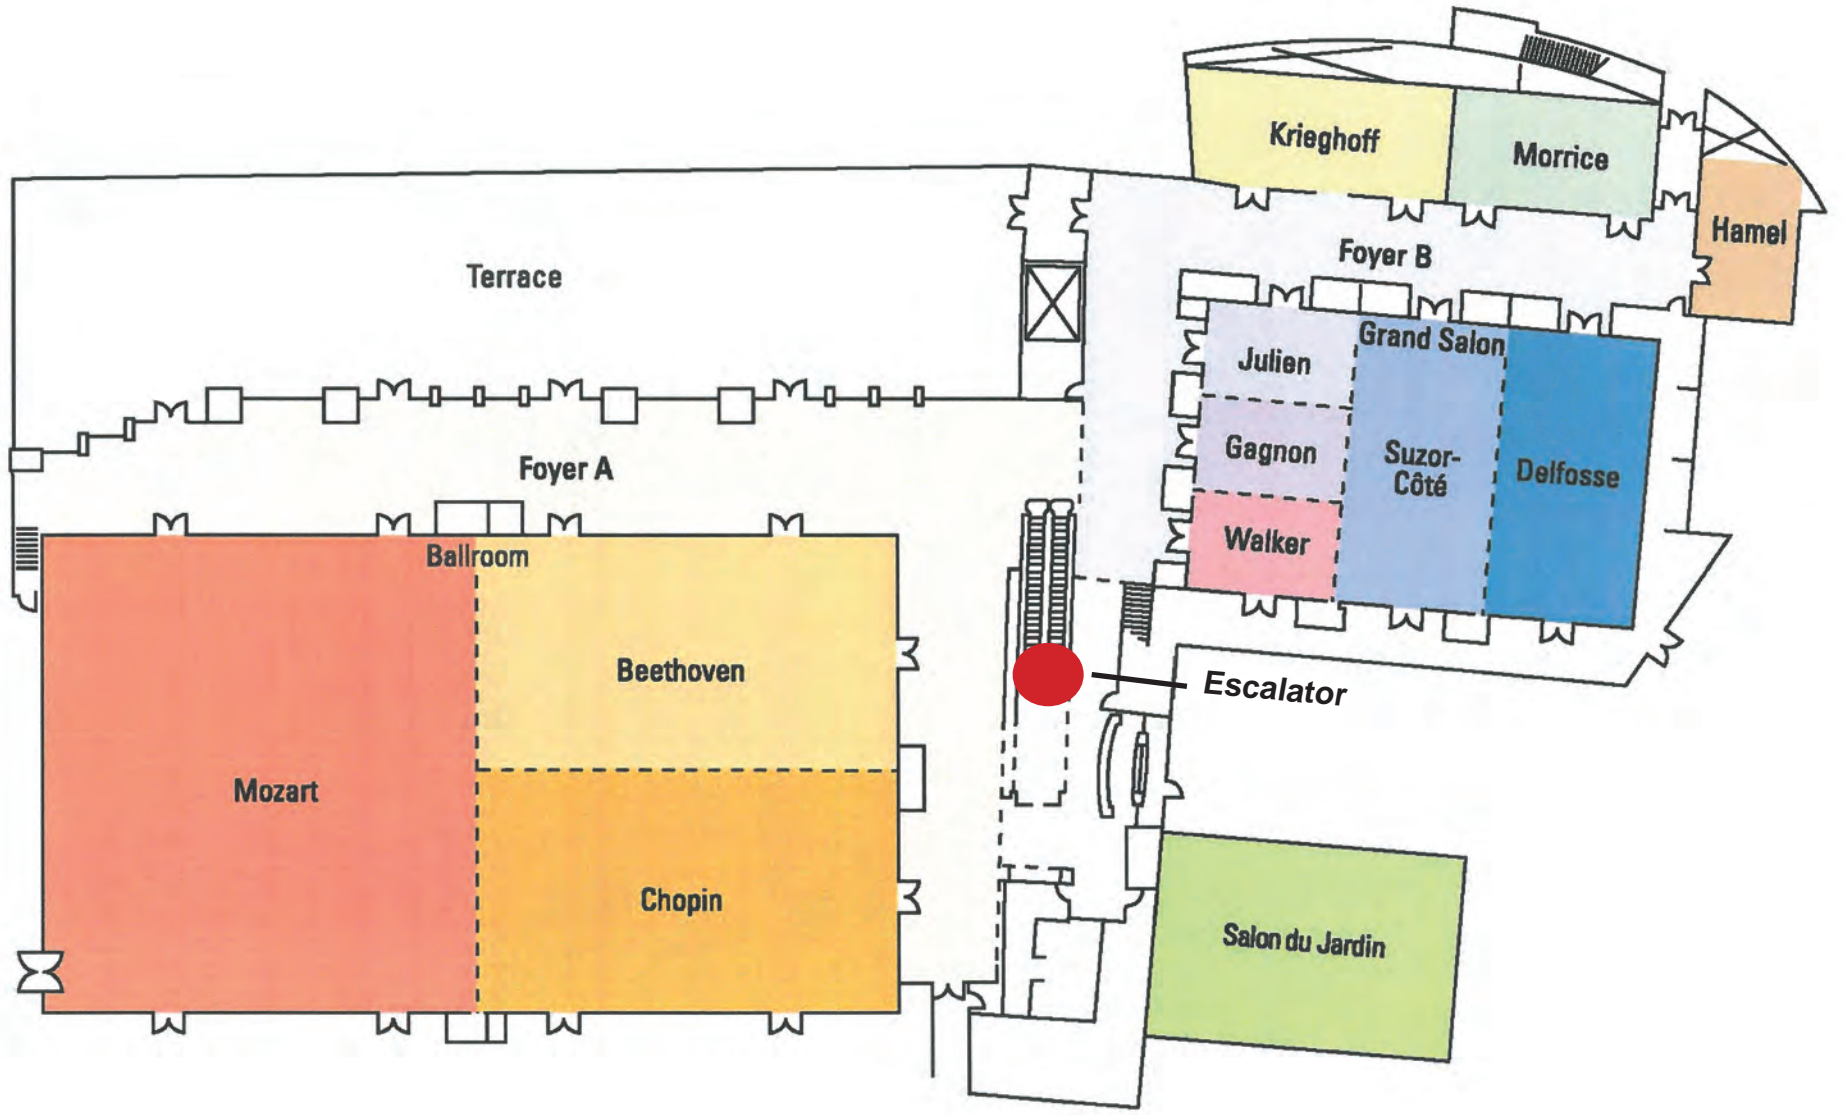 Krieghoff
Morrice
Hamel
Foyer B
Terrace
Grand Salon
Julien
Gagnon
Suzor-
Côté
Delfosse
Walker
Foyer A
Ballroom
Beethoven
Escalator
Mozart
Chopin
Salon du Jardin